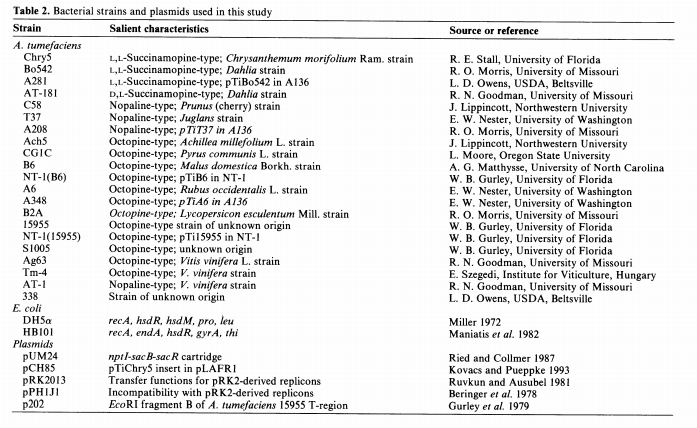 Table 2. Bacterial strains and plasmids used in this study
Strain Salient characteristics Source or reference
A. tumefaciens
Chry5 L,L-Succinamopine-type; Chrysanthemum morifolium Ram. strain R. E. Stall, University of Florida
Bo542 L,L-Succinamopine-type; Dahlia strain R. O. Morris, University of Missouri
A281 L,L-Succinamopine-type; pTiBo542 in A136 L. D. Owens, USDA, Beltsville
AT-181 D,L-Succinamopine-type; Dahlia strain R. N. Goodman, University of Missouri
C58 Nopaline-type; Prunus (cherry) strain J. Lippincott, Northwestern University
T37 Nopaline-type; Juglans strain E. W. Nester, University of Washington
A208 Nopaline-type; pTiT37 in A136 R. O. Morris, University of Missouri
Ach5 Octopine-type; Achillea millefolium L. strain J. Lippincott, Northwestern University
CG1C Octopine-type; Pyrus communis L. strain L. Moore, Oregon State University
B6 Octopine-type; Malus domestica Borkh. strain A. G. Matthysse, University of North Carolina
NT-1(B6) Octopine-type; pTiB6 in NT-1 W. B. Gurley, University of Florida
A6 Octopine-type; Rubus occidentalis L. strain E. W. Nester, University of Washington
A348 Octopine-type; pTiA6 in A136 E. W. Nester, University of Washington
B2A Octopine-type; Lycopersicon esculentum Mill. strain R. O. Morris, University of Missouri
15955 Octopine-type strain of unknown origin W. B. Gurley, University of Florida
NT-1(15955) Octopine-type; pTi15955 in NT-1 W. B. Gurley, University of Florida
S1005 Octopine-type; unknown origin W. B. Gurley, University of Florida
Ag63 Octopine-type; Vitis vinifera L. strain R. N. Goodman, University of Missouri
Tm-4 Octopine-type; V. vinifera strain E. Szegedi, Institute for Viticulture, Hungary
AT-1 Nopaline-type; V. vinifera strain R. N. Goodman, University of Missouri
338 Strain of unknown origin L. D. Owens, USDA, Beltsville
E. coli
DH5α recA, hsdR, hsdM, pro, leu Miller 1972
HB101 recA, endA, hsdR, gyrA, thi Maniatis et al. 1982
Plasmids
pUM24 nptI-sacB-sacR cartridge Ried and Collmer 1987
pCH85 pTiChry5 insert in pLAFR1 Kovacs and Pueppke 1993
pRK2013 Transfer functions for pRK2-derived replicons Ruvkun and Ausubel 1981
pPH1J1 Incompatibility with pRK2-derived replicons Beringer et al. 1978
p202 EcoRI fragment B of A. tumefaciens 15955 T-region Gurley et al. 1979